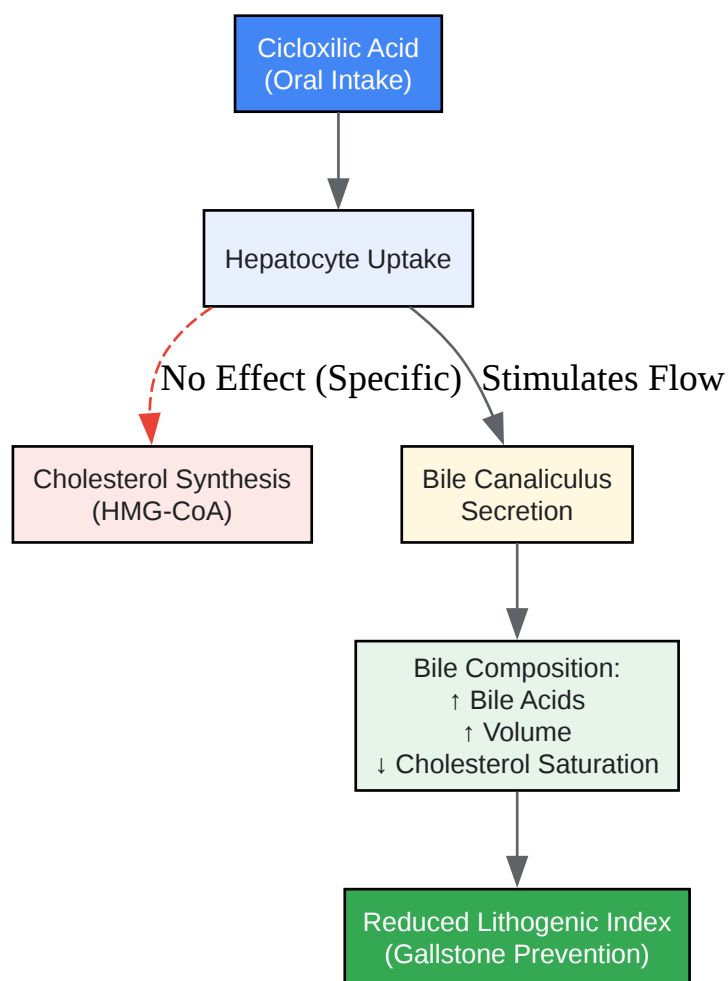 Cicloxilic Acid
(Oral Intake)
Hepatocyte Uptake
No Effect (Specific)
Stimulates Flow
Cholesterol Synthesis
(HMG-CoA)
Bile Canaliculus
Secretion
Bile Composition:
↑ Bile Acids
↑ Volume
↓ Cholesterol Saturation
Reduced Lithogenic Index
(Gallstone Prevention)